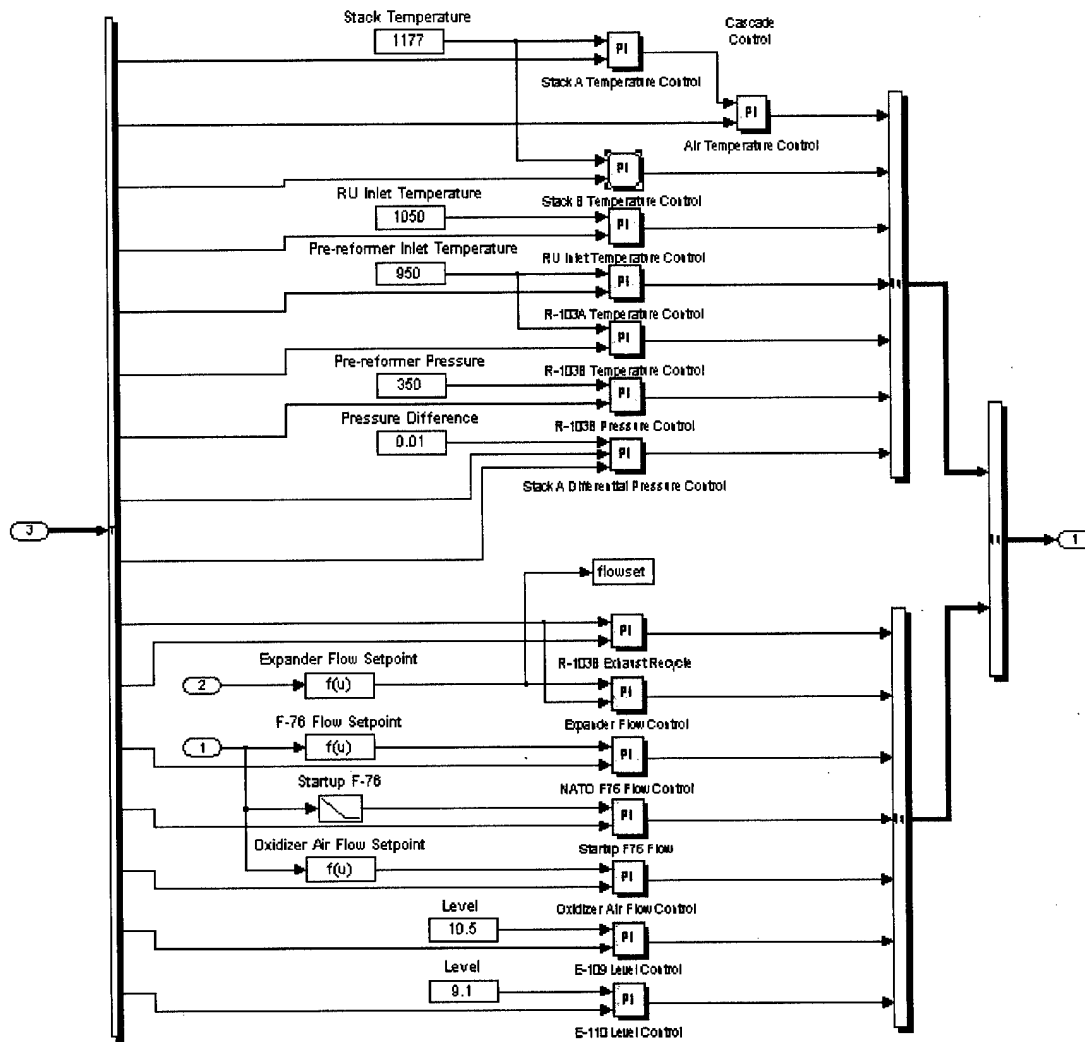 Stack Temperature
1177
PI
Stack A Temperature Control
Cascade
Control
PI
Air Temperature Control
PI
Stack B Temperature Control
RU Inlet Temperature
1050
PI
RU Inlet Temperature Control
Pre-reformer Inlet Temperature
950
PI
R-103A Temperature Control
PI
R-103B Temperature Control
Pre-reformer Pressure
350
PI
R-103B Pressure Control
Pressure Difference
0.01
PI
Stack A Differential Pressure Control
3
1
flowset
PI
R-103B Exhaust Recycle
Expander Flow Setpoint
2
f(u)
PI
Expander Flow Control
F-76 Flow Setpoint
1
f(u)
PI
NATO F76 Flow Control
Startup F-76
PI
Startup F76 Flow
Oxidizer Air Flow Setpoint
f(u)
PI
Oxidizer Air Flow Control
Level
10.5
PI
E-109 Level Control
Level
9.1
PI
E-110 Level Control